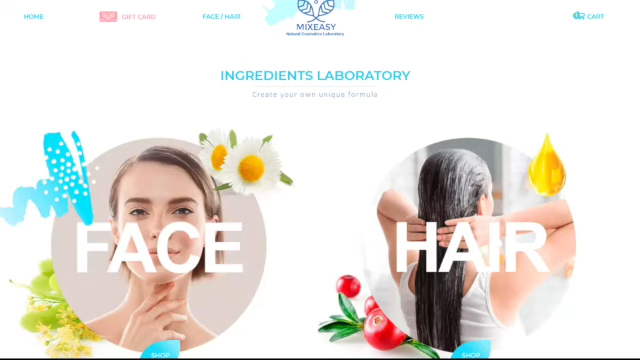 HOME
GIFT CARD
FACE / HAIR
REVIEWS
CART
MIXEASY
Natural Cosmetics Laboratory
INGREDIENTS LABORATORY
Create your own unique formula
FACE
HAIR
SHOP
SHOP